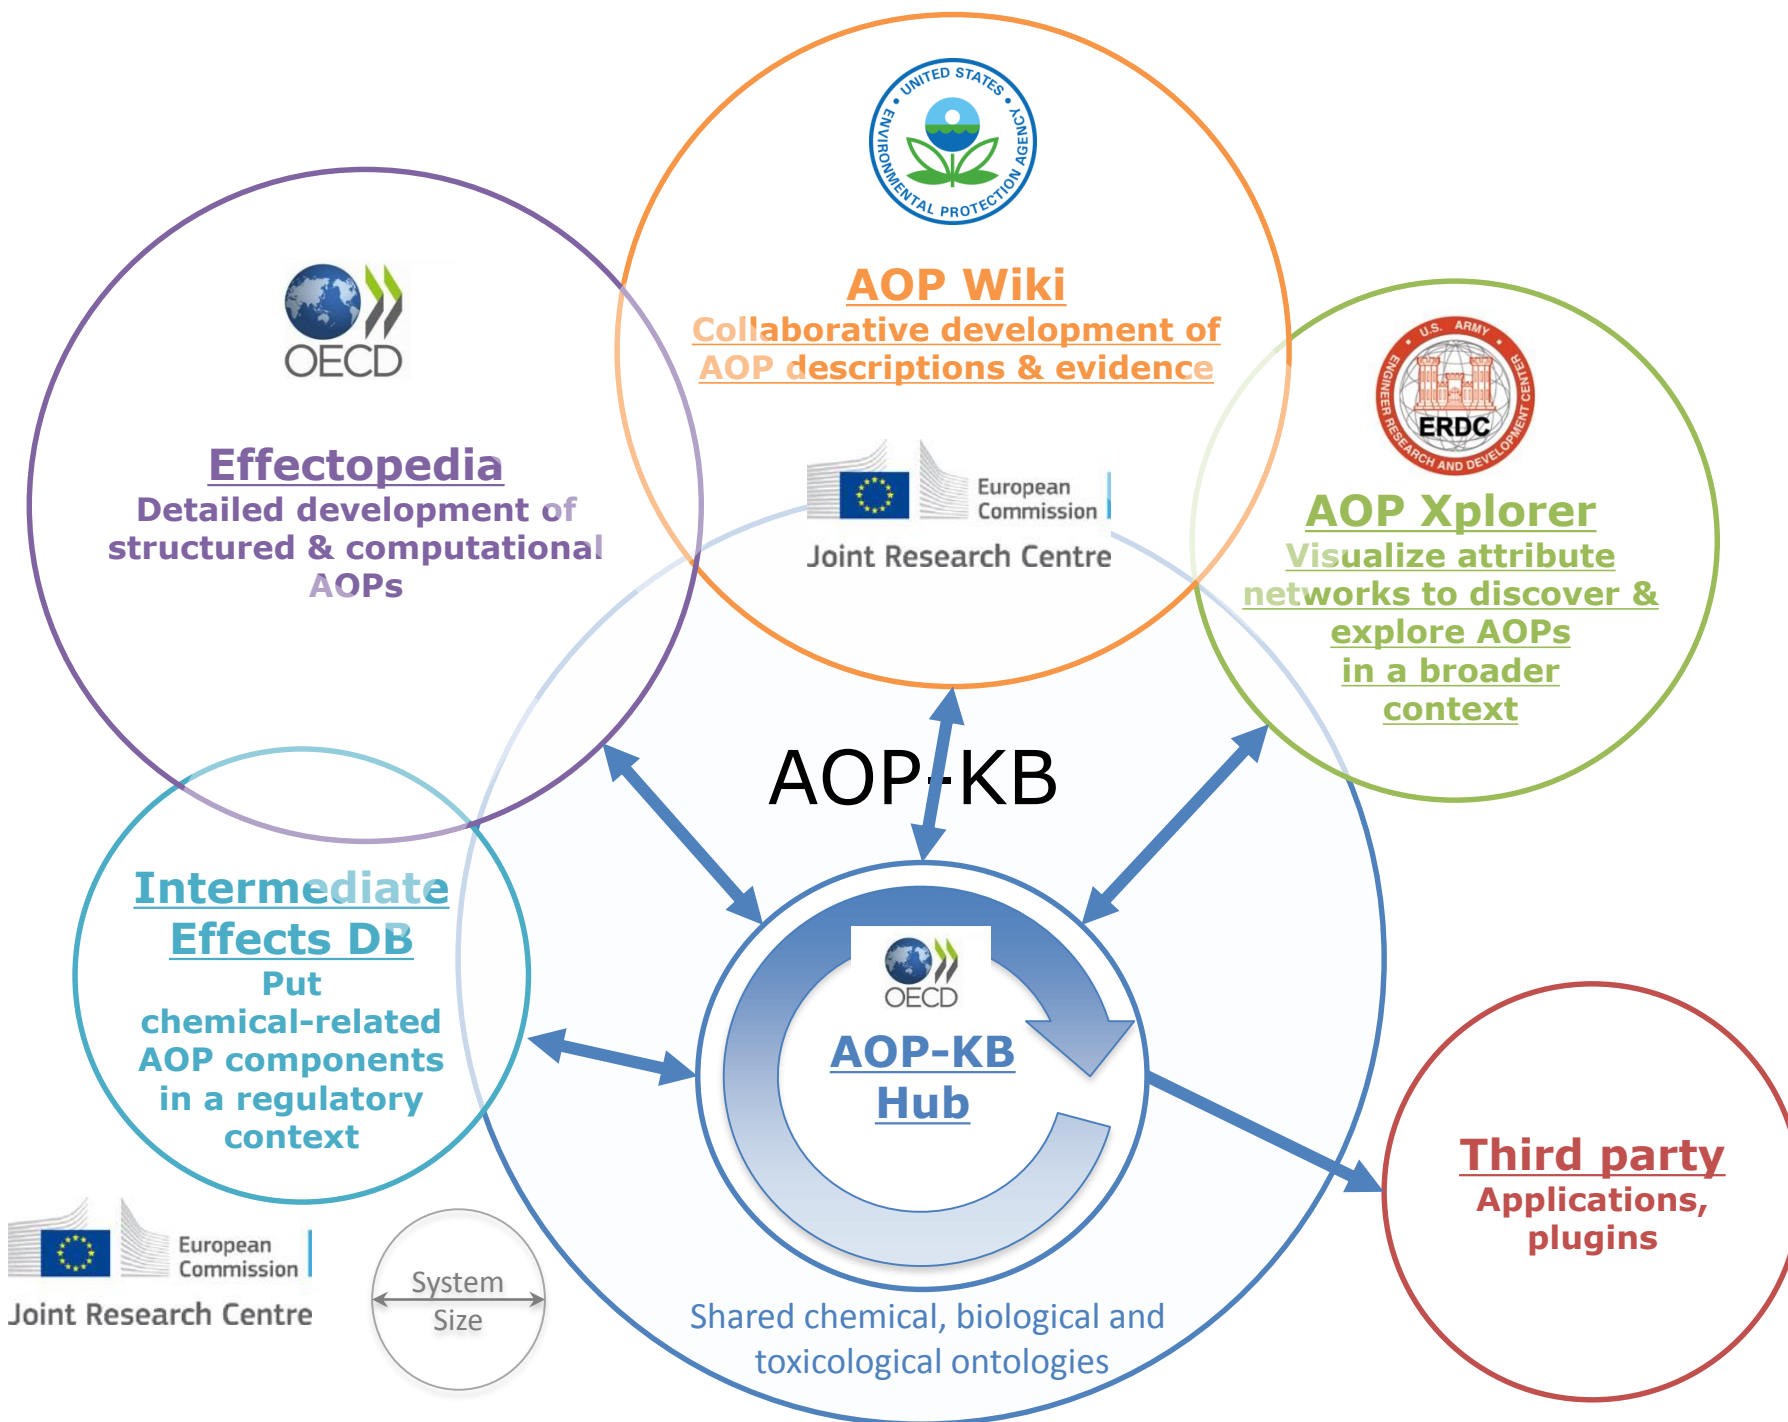 UNITED STATES
ENVIRONMENTAL PROTECTION AGENCY
AOP Wiki
Collaborative development of
AOP descriptions & evidence
European
Commission
Joint Research Centre
OECD
Effectopedia
Detailed development of
structured & computational
AOPs
U.S. ARMY
ENGINEER RESEARCH AND DEVELOPMENT CENTER
ERDC
AOP Xplorer
Visualize attribute
networks to discover &
explore AOPs
in a broader
context
AOP-KB
Intermediate
Effects DB
Put
chemical-related
AOP components
in a regulatory
context
OECD
AOP-KB
Hub
Third party
Applications,
plugins
European
Commission
Joint Research Centre
System
Size
Shared chemical, biological and
toxicological ontologies